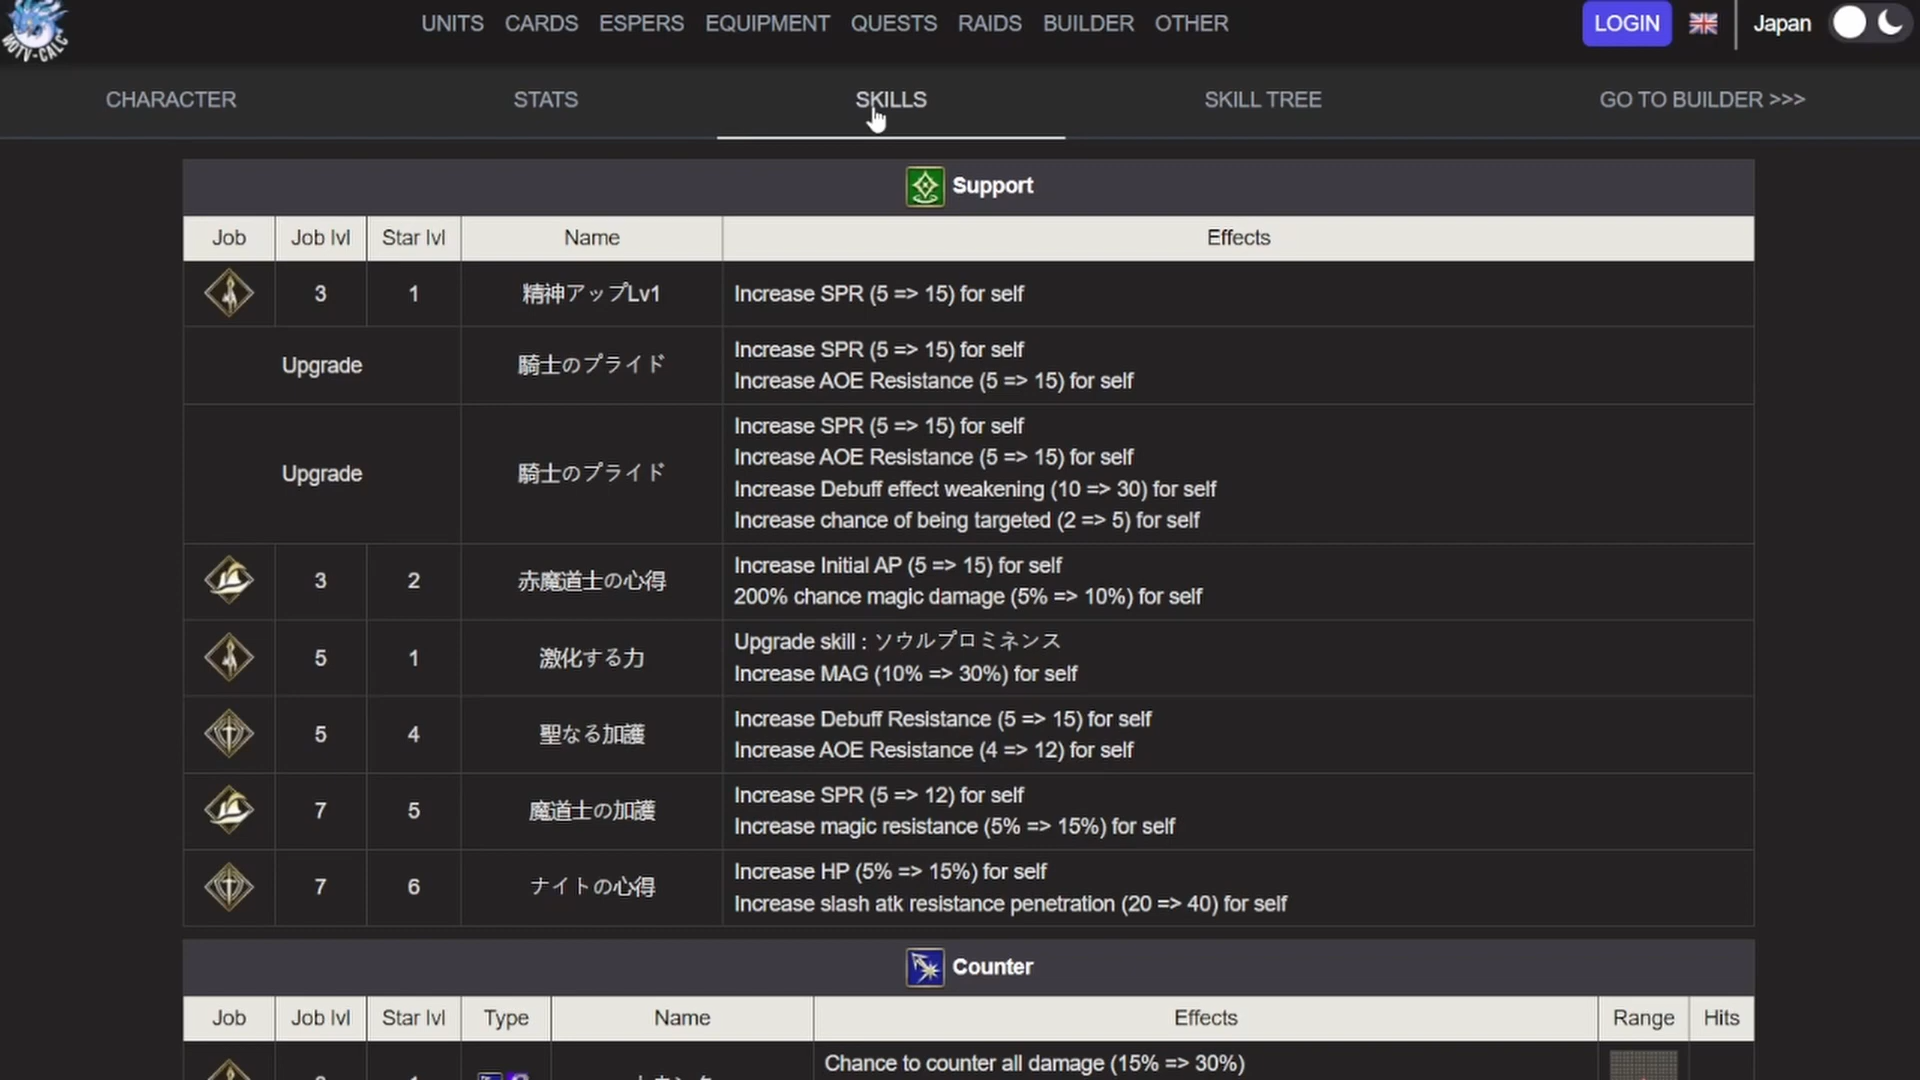 WOTV-CALC
UNITS CARDS ESPERS EQUIPMENT QUESTS RAIDS BUILDER OTHER LOGIN Japan
CHARACTER STATS SKILLS SKILL TREE GO TO BUILDER >>>
Support
Job Job lvl Star lvl Name Effects
3 1 精神アップLv1 Increase SPR (5 => 15) for self
Upgrade 騎士のプライド
Increase SPR (5 => 15) for self
Increase AOE Resistance (5 => 15) for self
Upgrade 騎士のプライド
Increase SPR (5 => 15) for self
Increase AOE Resistance (5 => 15) for self
Increase Debuff effect weakening (10 => 30) for self
Increase chance of being targeted (2 => 5) for self
3 2 赤魔道士の心得
Increase Initial AP (5 => 15) for self
200% chance magic damage (5% => 10%) for self
5 1 激化する力
Upgrade skill : ソウルプロミネンス
Increase MAG (10% => 30%) for self
5 4 聖なる加護
Increase Debuff Resistance (5 => 15) for self
Increase AOE Resistance (4 => 12) for self
7 5 魔道士の加護
Increase SPR (5 => 12) for self
Increase magic resistance (5% => 15%) for self
7 6 ナイトの心得
Increase HP (5% => 15%) for self
Increase slash atk resistance penetration (20 => 40) for self
Counter
Job Job lvl Star lvl Type Name Effects Range Hits
Chance to counter all damage (15% => 30%)